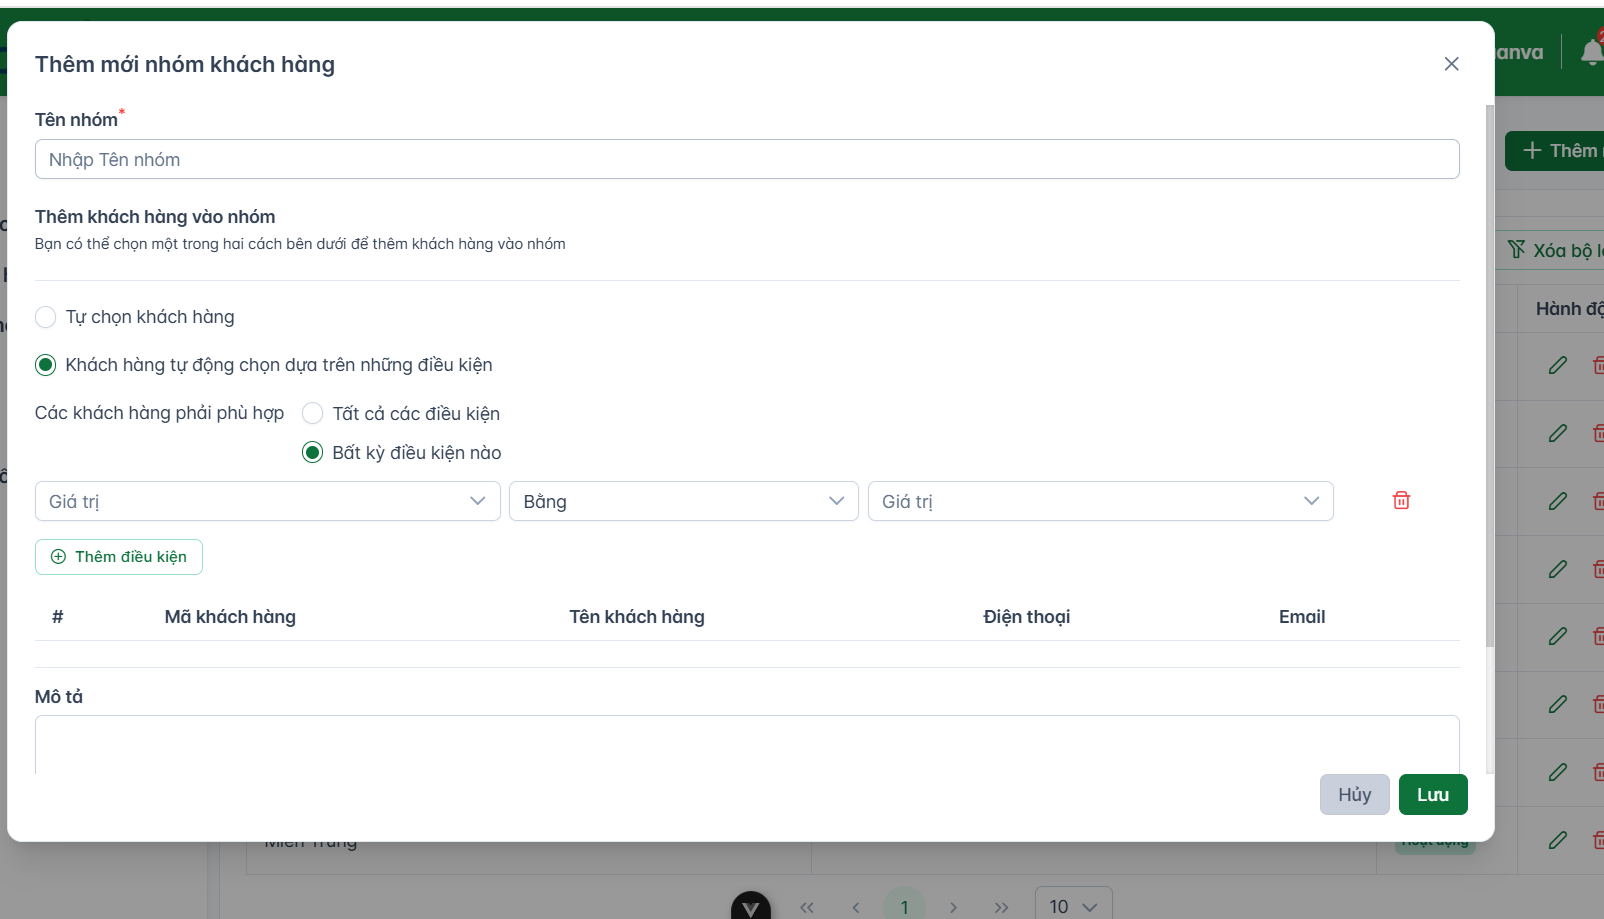 Thêm mới nhóm khách hàng
Tên nhóm*
Nhập Tên nhóm
Thêm khách hàng vào nhóm
Bạn có thể chọn một trong hai cách bên dưới để thêm khách hàng vào nhóm
Tự chọn khách hàng
Khách hàng tự động chọn dựa trên những điều kiện
Các khách hàng phải phù hợp
Tất cả các điều kiện
Bất kỳ điều kiện nào
Giá trị
Bằng
Giá trị
Thêm điều kiện
# Mã khách hàng Tên khách hàng Điện thoại Email
Mô tả
Hủy
Lưu
Thêm
Xóa bộ
Hành
Miền Trung
Hoạt động
1
10